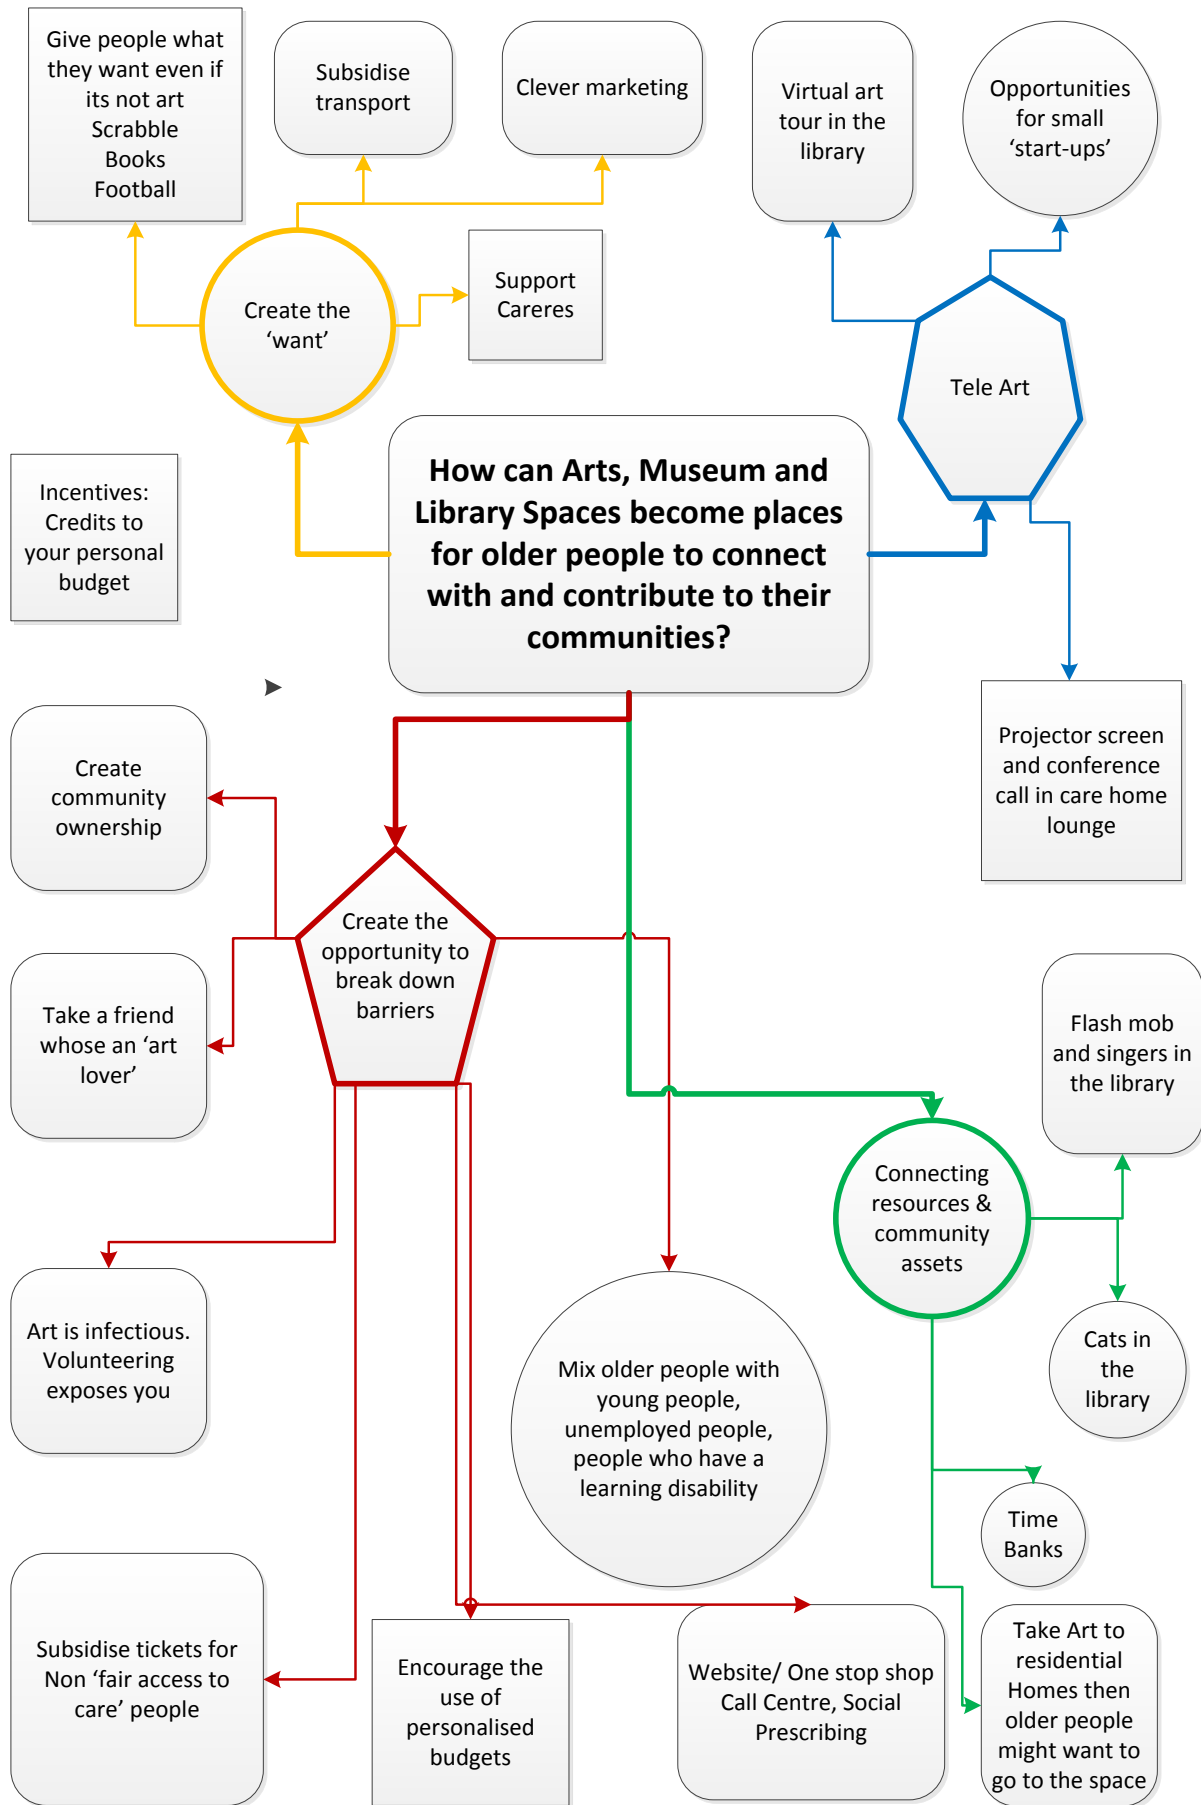 Give people what
they want even if
its not art
Scrabble
Books
Football
Subsidise
transport
Clever marketing
Virtual art
tour in the
library
Opportunities
for small
‘start-ups’
Create the
‘want’
Support
Careres
Tele Art
How can Arts, Museum and
Library Spaces become places
for older people to connect
with and contribute to their
communities?
Incentives:
Credits to
your personal
budget
Projector screen
and conference
call in care home
lounge
Create
community
ownership
Create the
opportunity to
break down
barriers
Take a friend
whose an ‘art
lover’
Flash mob
and singers in
the library
Connecting
resources &
community
assets
Art is infectious.
Volunteering
exposes you
Mix older people with
young people,
unemployed people,
people who have a
learning disability
Cats in
the
library
Time
Banks
Subsidise tickets for
Non ‘fair access to
care’ people
Encourage the
use of
personalised
budgets
Website/ One stop shop
Call Centre, Social
Prescribing
Take Art to
residential
Homes then
older people
might want to
go to the space